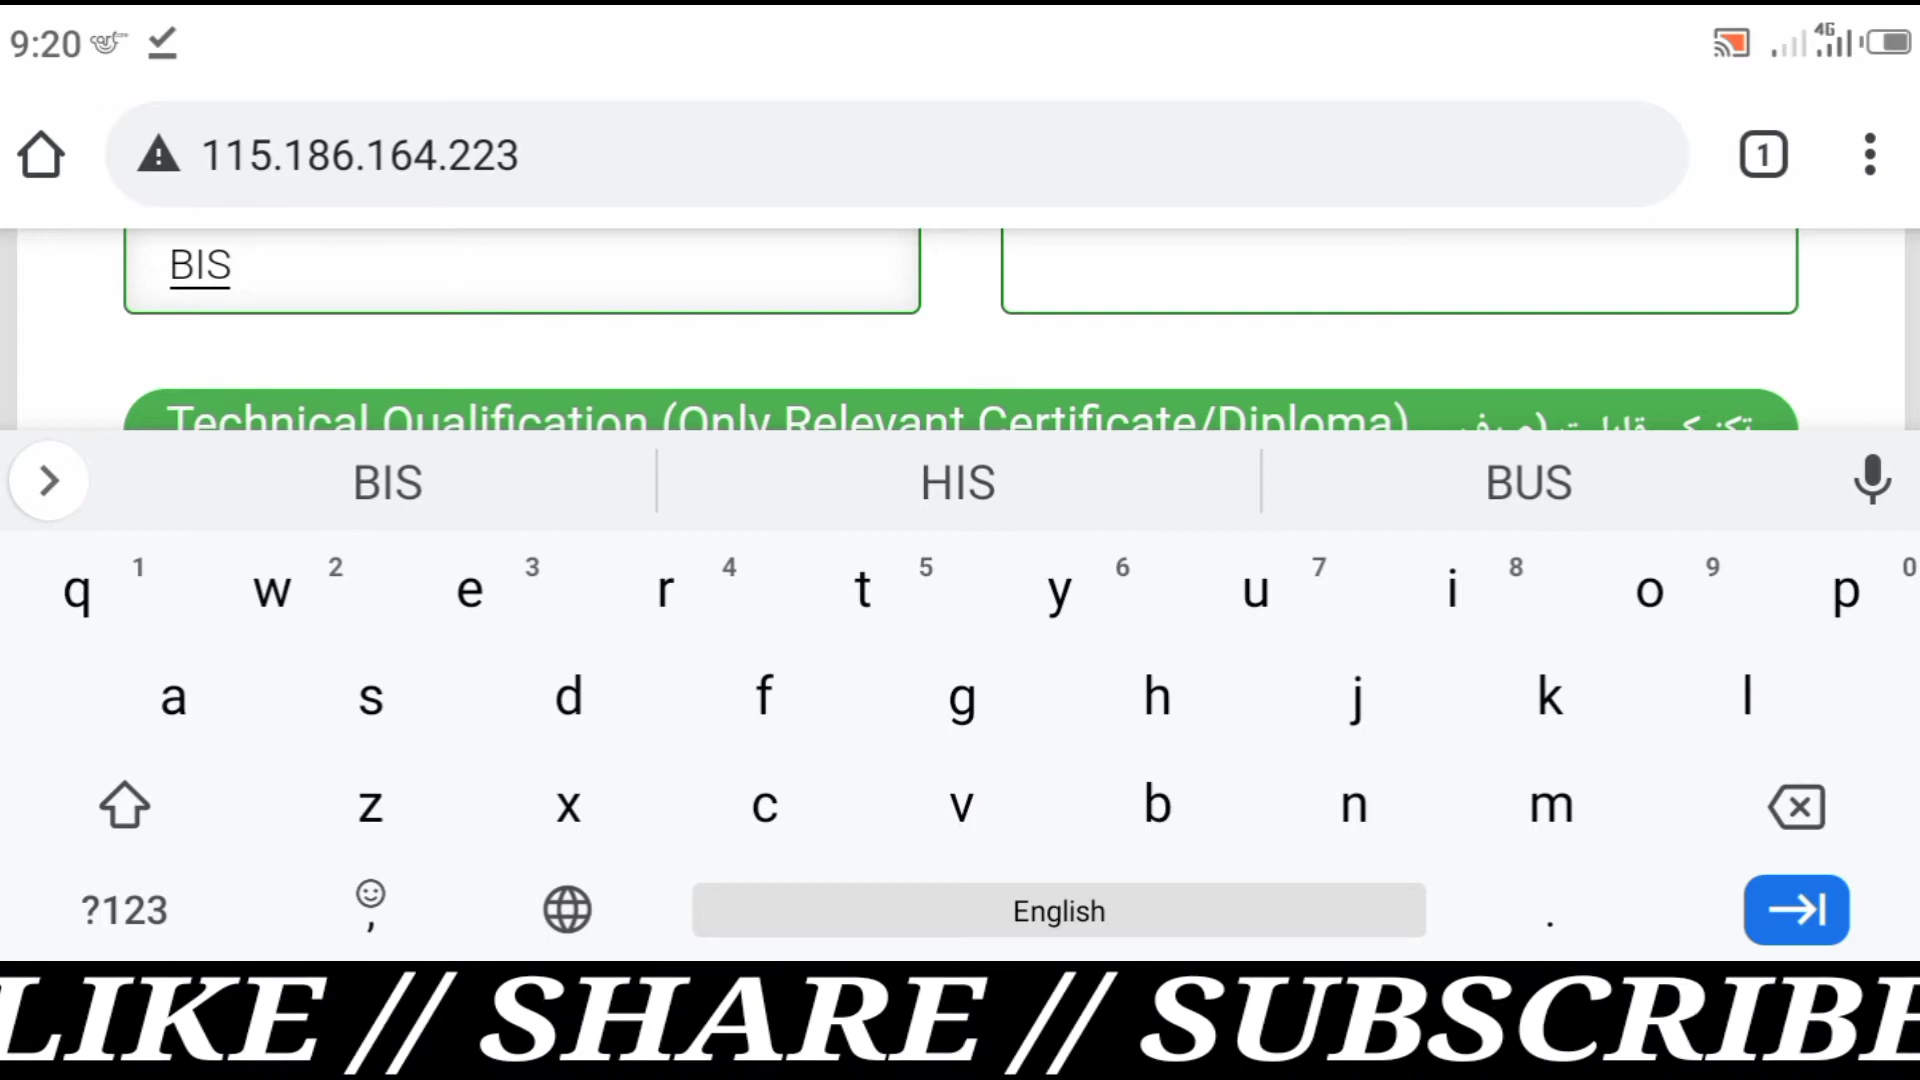 9:20
4G
115.186.164.223
1
BIS
Technical Qualification (Only Relevant Certificate/Diploma)
BIS HIS BUS
q 1 w 2 e 3 r 4 t 5 y 6 u 7 i 8 o 9 p 0
a s d f g h j k l
z x c v b n m
?123 , English .
LIKE // SHARE // SUBSCRIBE